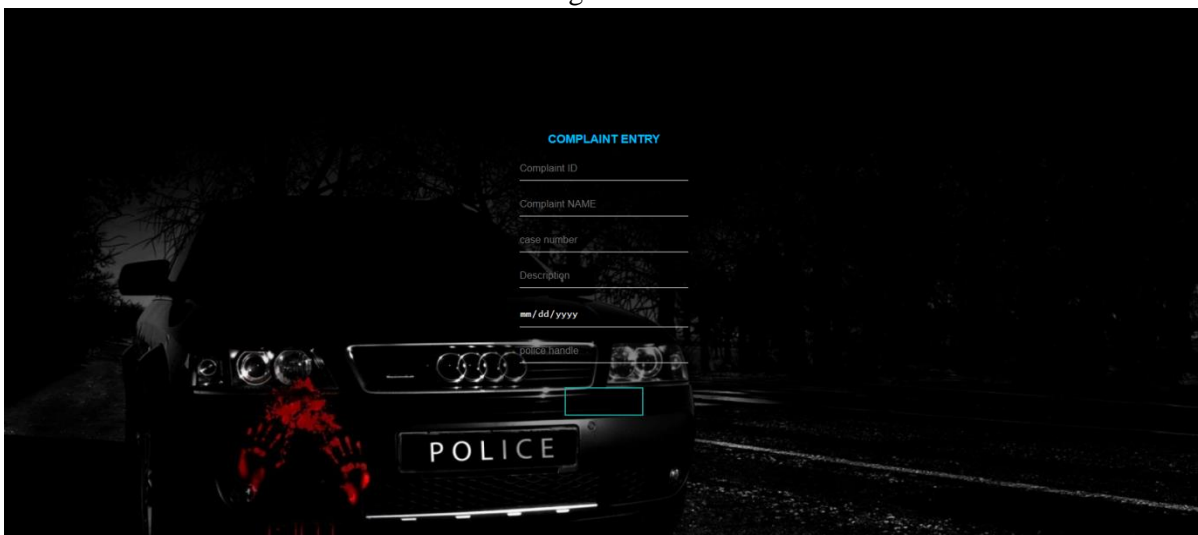 COMPLAINT ENTRY
Complaint ID
Complaint NAME
case number
Description
mm/dd/yyyy
police handle
POLICE